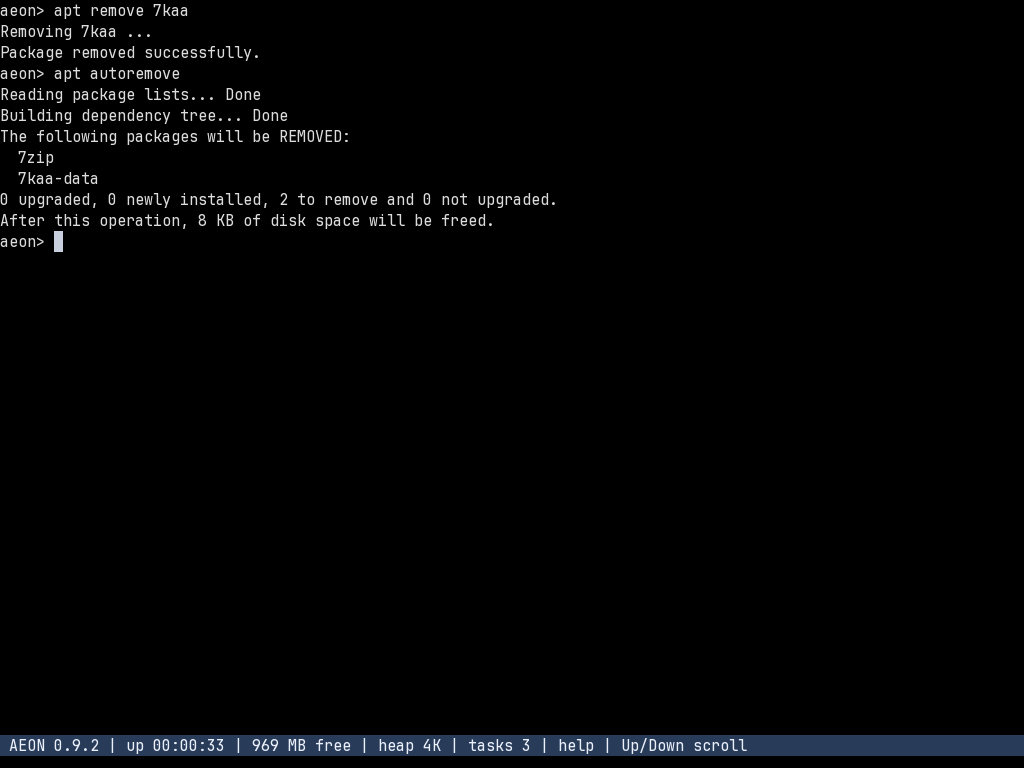 aeon> apt remove 7kaa
Removing 7kaa ...
Package removed successfully.
aeon> apt autoremove
Reading package lists... Done
Building dependency tree... Done
The following packages will be REMOVED:
  7zip
  7kaa-data
0 upgraded, 0 newly installed, 2 to remove and 0 not upgraded.
After this operation, 8 KB of disk space will be freed.
aeon>
AEON 0.9.2 | up 00:00:33 | 969 MB free | heap 4K | tasks 3 | help | Up/Down scroll